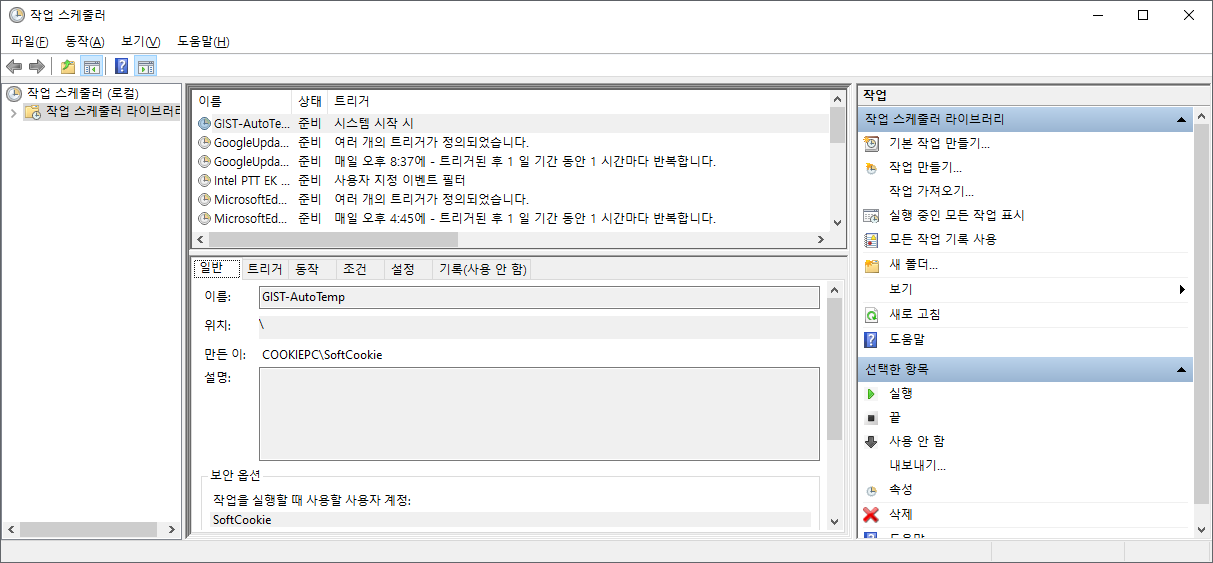 작업 스케줄러
파일(F) 동작(A) 보기(V) 도움말(H)
작업 스케줄러 (로컬)
작업 스케줄러 라이브러리
이름 상태 트리거
GIST-AutoTe... 준비 시스템 시작 시
GoogleUpda... 준비 여러 개의 트리거가 정의되었습니다.
GoogleUpda... 준비 매일 오후 8:37에 - 트리거된 후 1 일 기간 동안 1 시간마다 반복합니다.
Intel PTT EK ... 준비 사용자 지정 이벤트 필터
MicrosoftEd... 준비 여러 개의 트리거가 정의되었습니다.
MicrosoftEd... 준비 매일 오후 4:45에 - 트리거된 후 1 일 기간 동안 1 시간마다 반복합니다.
일반 트리거 동작 조건 설정 기록(사용 안 함)
이름: GIST-AutoTemp
위치: \
만든 이: COOKIEPC\SoftCookie
설명:
보안 옵션
작업을 실행할 때 사용할 사용자 계정:
SoftCookie
작업
작업 스케줄러 라이브러리
기본 작업 만들기...
작업 만들기...
작업 가져오기...
실행 중인 모든 작업 표시
모든 작업 기록 사용
새 폴더...
보기
새로 고침
도움말
선택한 항목
실행
끝
사용 안 함
내보내기...
속성
삭제
도움말